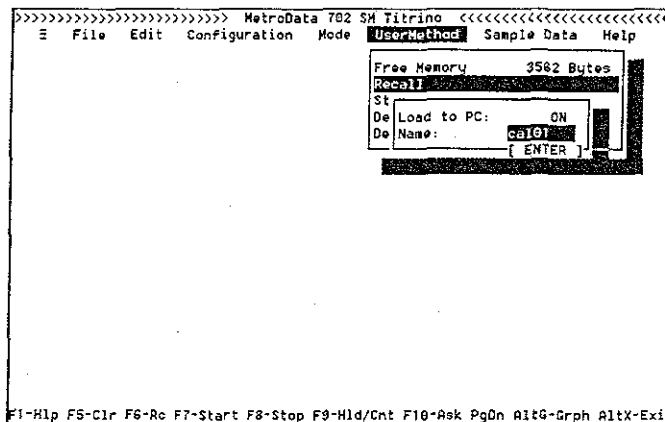 >>>>>>>>>>>>>>>>>>>>>>>>>>> MetroData 702 SM Titrino <<<<<<<<<<<<<<<<<<<<<<<<<<
≡ File Edit Configuration Mode UserMethod Sample Data Help
Free Memory 3562 Bytes
Recall
St
De Load to PC: ON
De Name: cal01
[ ENTER ]
F1-Hlp F5-Clr F6-Rc F7-Start F8-Stop F9-Hld/Cnt F10-Ask PgDn AltG-Grph AltX-Exi